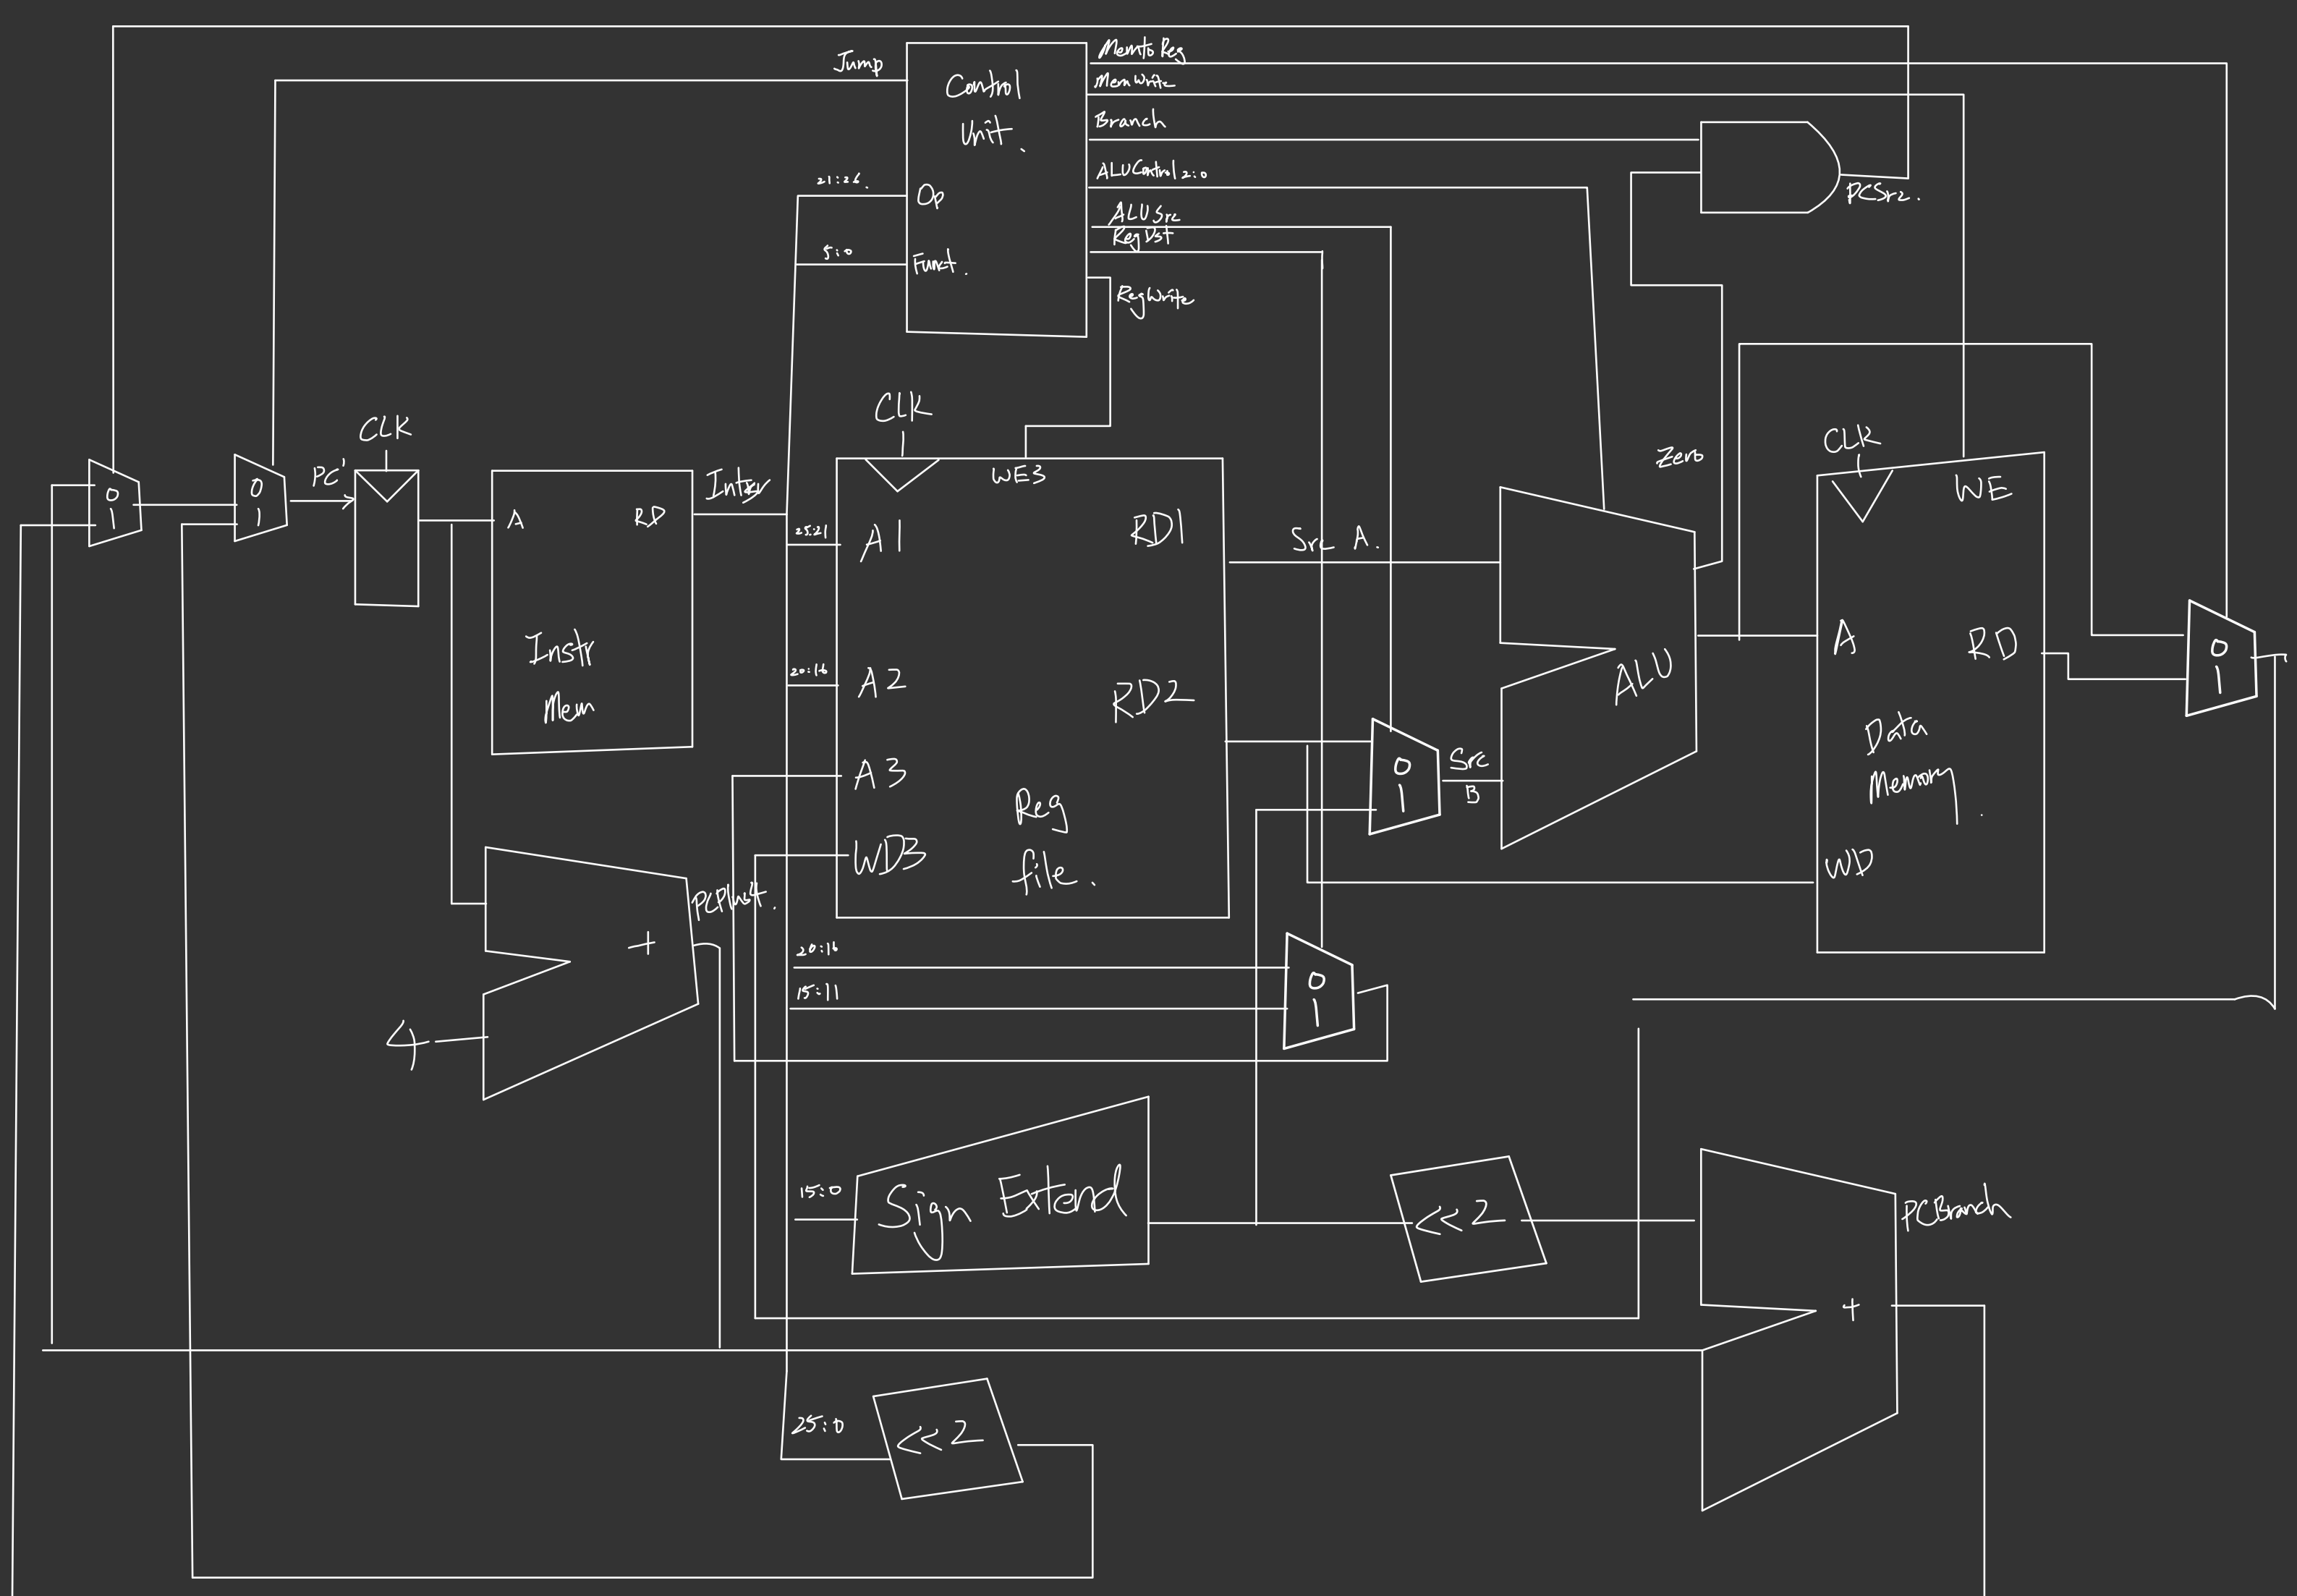 Jump
Control
Unit.
Op
Funct.
MemtoReg
MemWrite
Branch
ALUControl 2:0
ALUSrc
RegDst
RegWrite
5:0
PCSrc.
CLK
PC'
0
1
0
1
A
RD
Instr
Mem
CLK
WE3
25:21
A1
RD1
20:16
A2
RD2
A3
WD3
Reg
file.
Src A.
Src
B
0
1
Zero
ALU
CLK
WE
A
RD
Data
Memory.
WD
0
1
+
4
20:16
15:11
0
1
15:0
Sign Extend
<<2
+
PCBranch
25:0
<<2